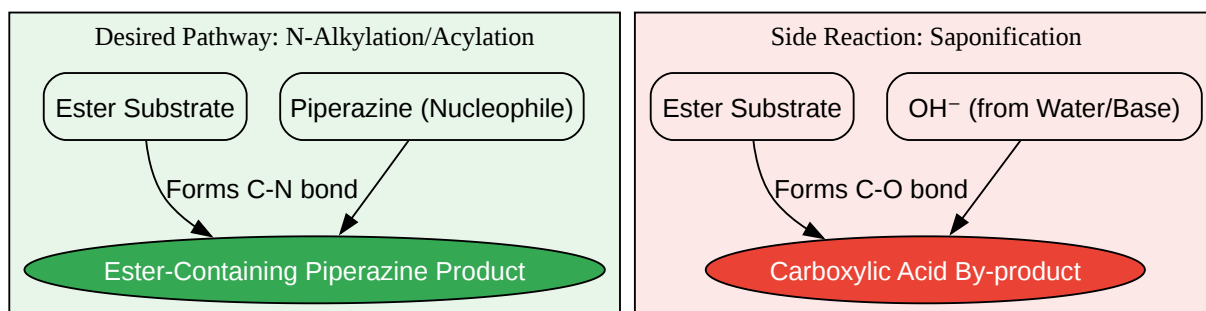 Desired Pathway: N-Alkylation/Acylation
Ester Substrate
Piperazine (Nucleophile)
Forms C-N bond
Ester-Containing Piperazine Product
Side Reaction: Saponification
Ester Substrate
OH⁻ (from Water/Base)
Forms C-O bond
Carboxylic Acid By-product